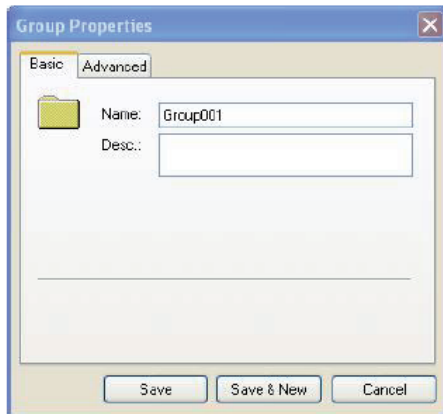 Group Properties
Basic Advanced
Name: Group001
Desc.:
Save Save & New Cancel